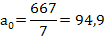 a₀ = 667/7 = 94,9